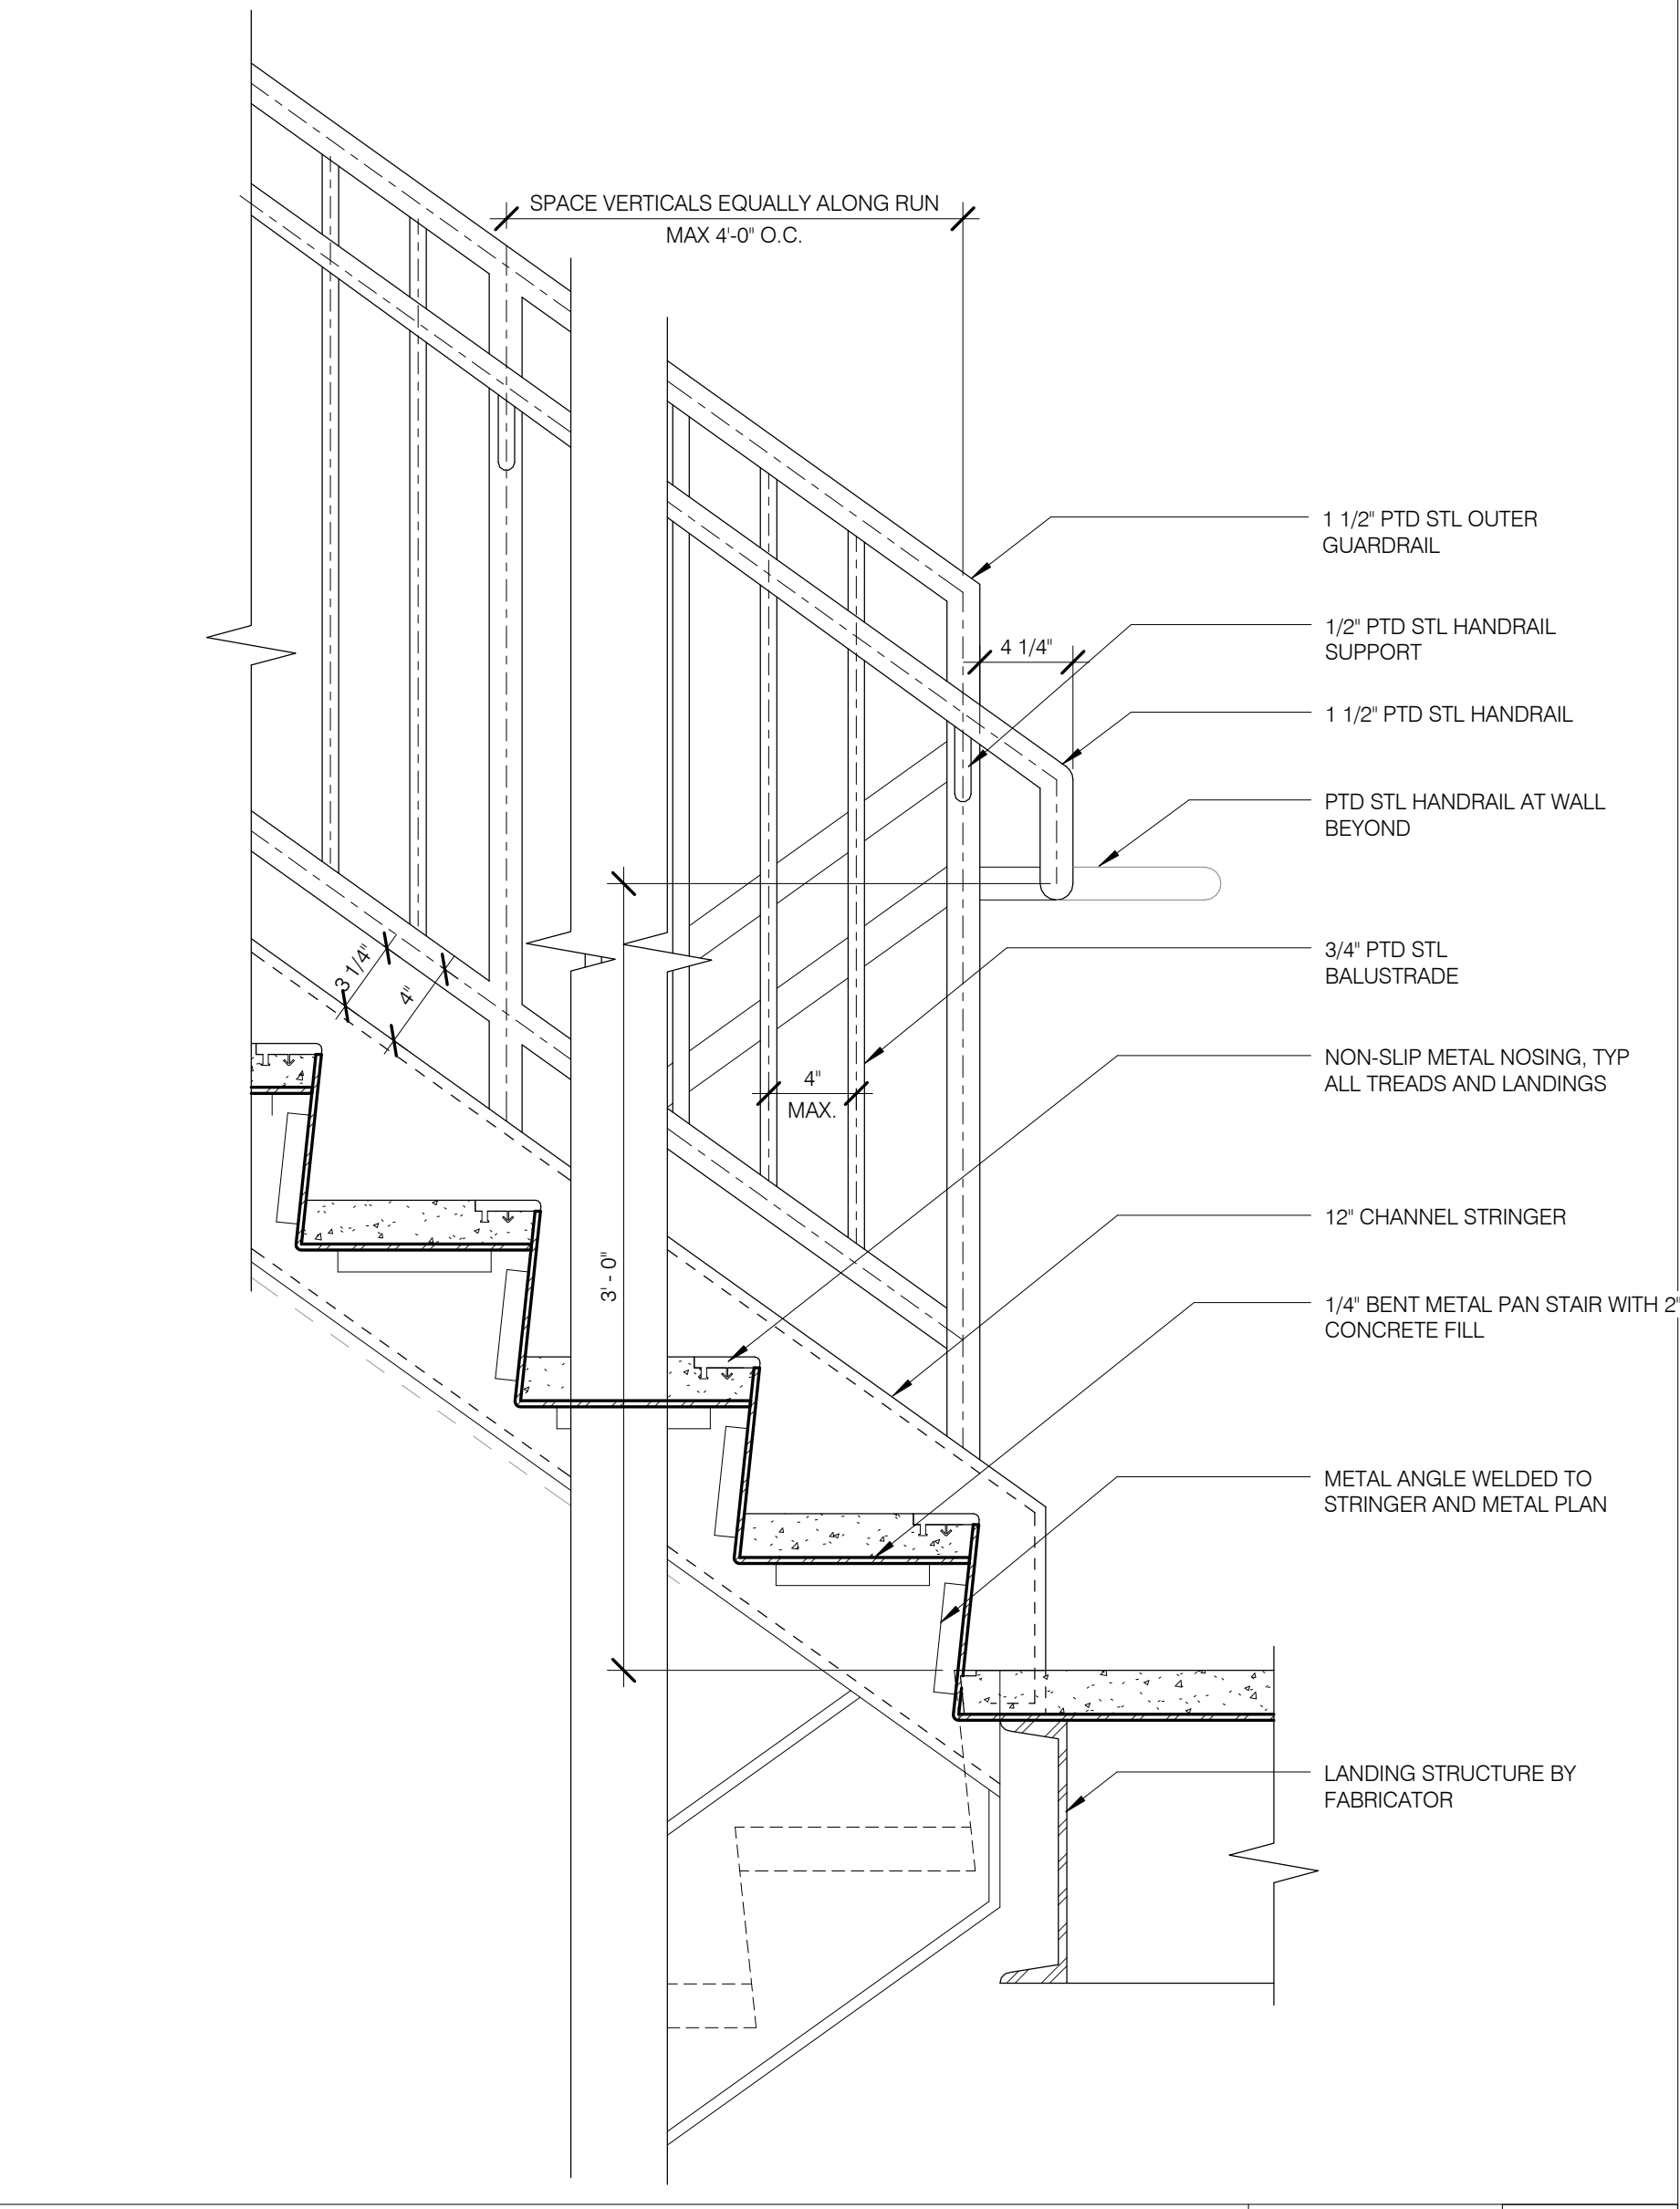 SPACE VERTICALS EQUALLY ALONG RUN
MAX 4'-0" O.C.
1 1/2" PTD STL OUTER
GUARDRAIL
1/2" PTD STL HANDRAIL
SUPPORT
4 1/4"
1 1/2" PTD STL HANDRAIL
PTD STL HANDRAIL AT WALL
BEYOND
3/4" PTD STL
BALUSTRADE
3 1/4"
4"
4"
MAX.
NON-SLIP METAL NOSING, TYP
ALL TREADS AND LANDINGS
12" CHANNEL STRINGER
3' - 0"
1/4" BENT METAL PAN STAIR WITH 2"
CONCRETE FILL
METAL ANGLE WELDED TO
STRINGER AND METAL PLAN
LANDING STRUCTURE BY
FABRICATOR